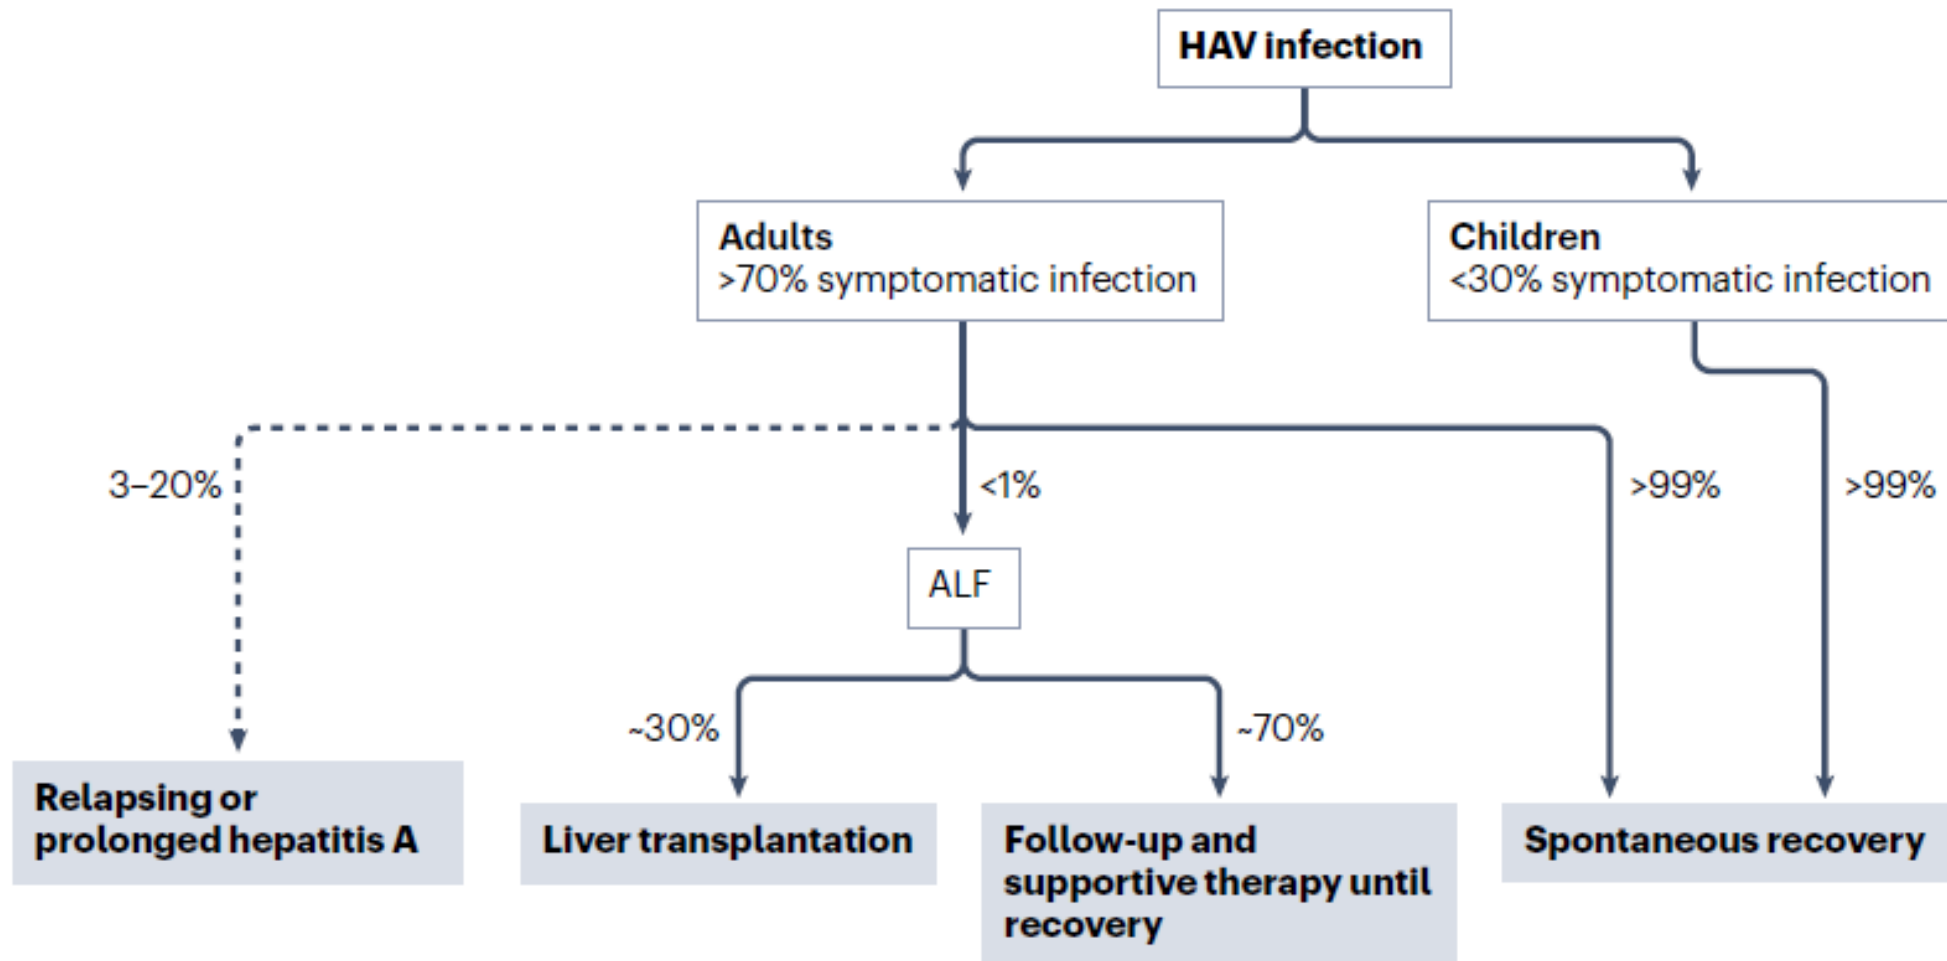 HAV infection
Adults
>70% symptomatic infection
Children
<30% symptomatic infection
3–20%
<1%
>99%
>99%
ALF
~30%
~70%
Relapsing or
prolonged hepatitis A
Liver transplantation
Follow-up and
supportive therapy until
recovery
Spontaneous recovery